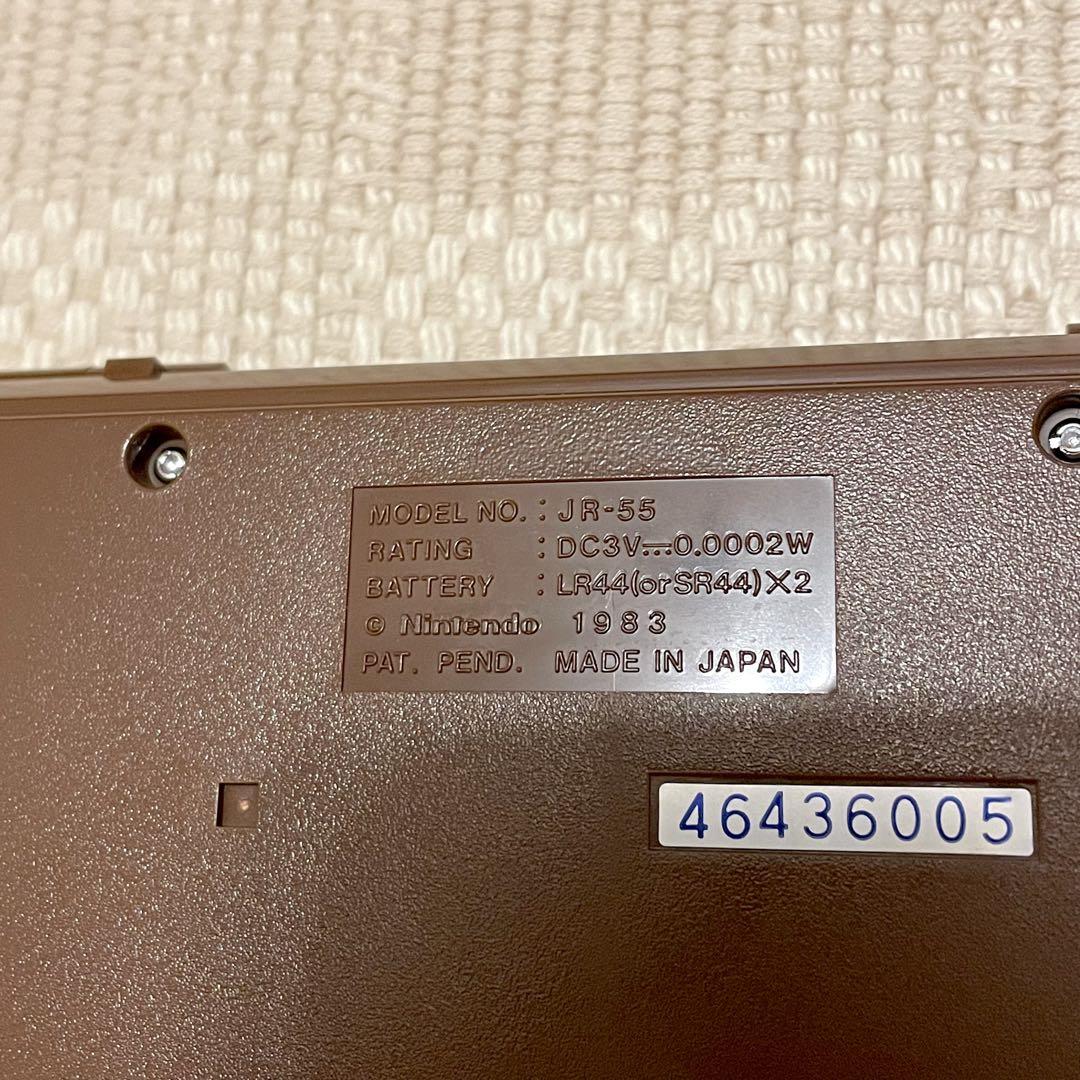 MODEL NO. : JR-55
RATING : DC3V⎓0.0002W
BATTERY : LR44(orSR44)X2
© Nintendo 1983
PAT. PEND. MADE IN JAPAN
46436005